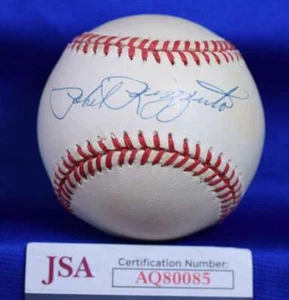 Phil Rizzuto
JSA
Certification Number:
AQ80085